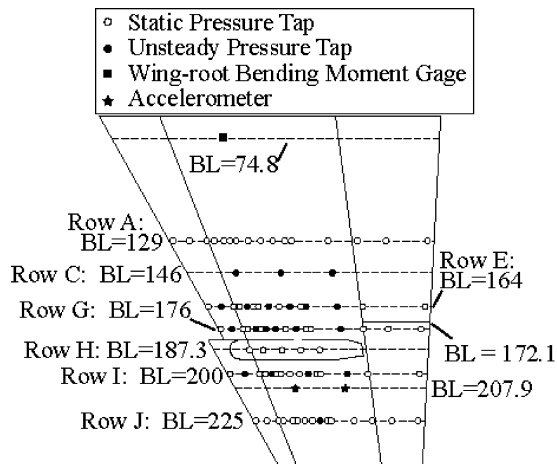 Static Pressure Tap
Unsteady Pressure Tap
Wing-root Bending Moment Gage
Accelerometer
BL=74.8
Row A:
BL=129
Row C: BL=146
Row E:
BL=164
Row G: BL=176
BL = 172.1
Row H: BL=187.3
Row I: BL=200
BL=207.9
Row J: BL=225